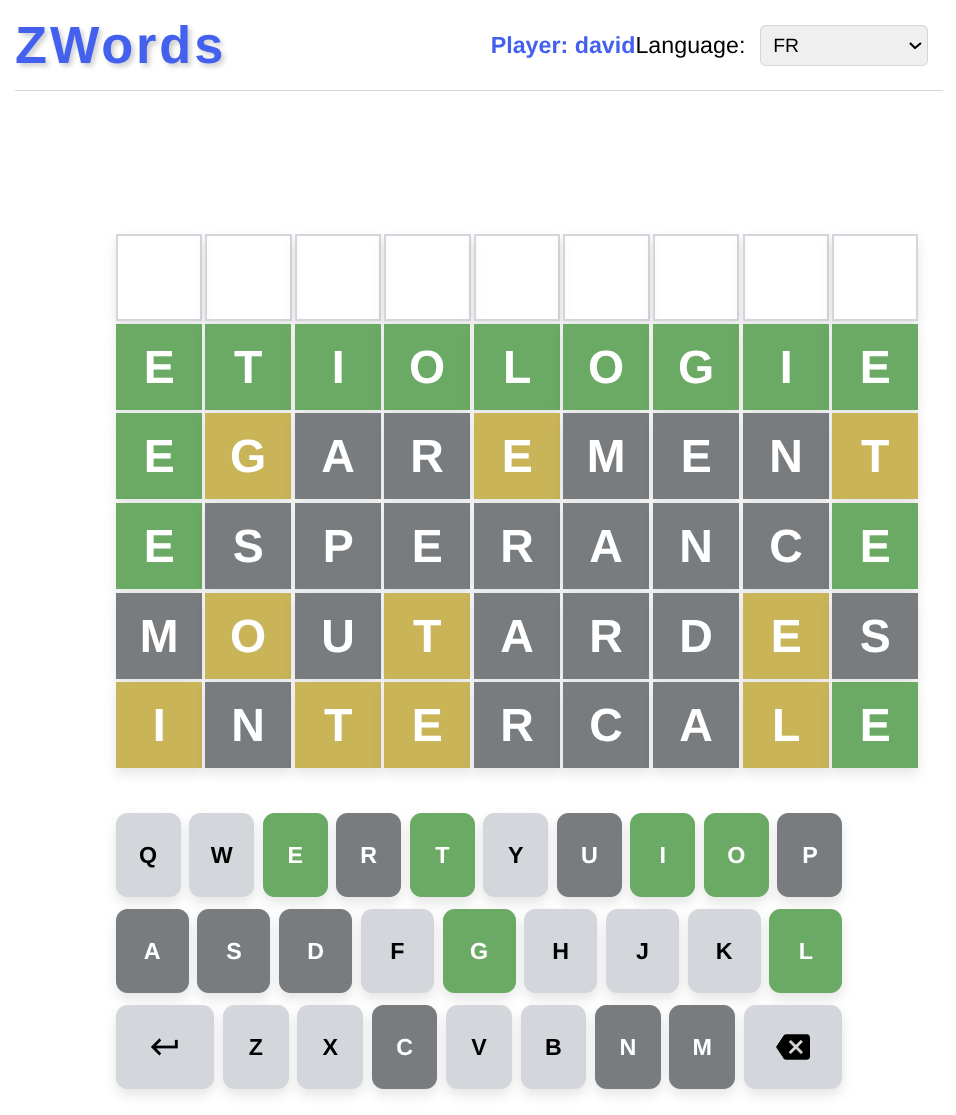 ZWords
Player: davidLanguage: FR
E T I O L O G I E
E G A R E M E N T
E S P E R A N C E
M O U T A R D E S
I N T E R C A L E
Q W E R T Y U I O P
A S D F G H J K L
Z X C V B N M